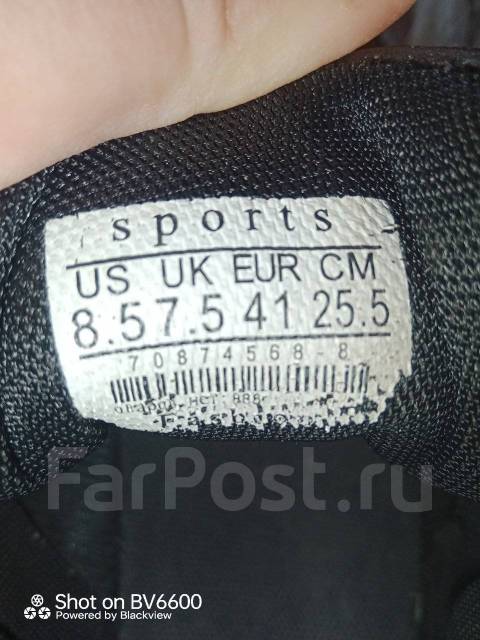 sports
US UK EUR CM
8.5 7.5 41 25.5
70874568-8
FarPost.ru
Shot on BV6600
Powered by Blackview